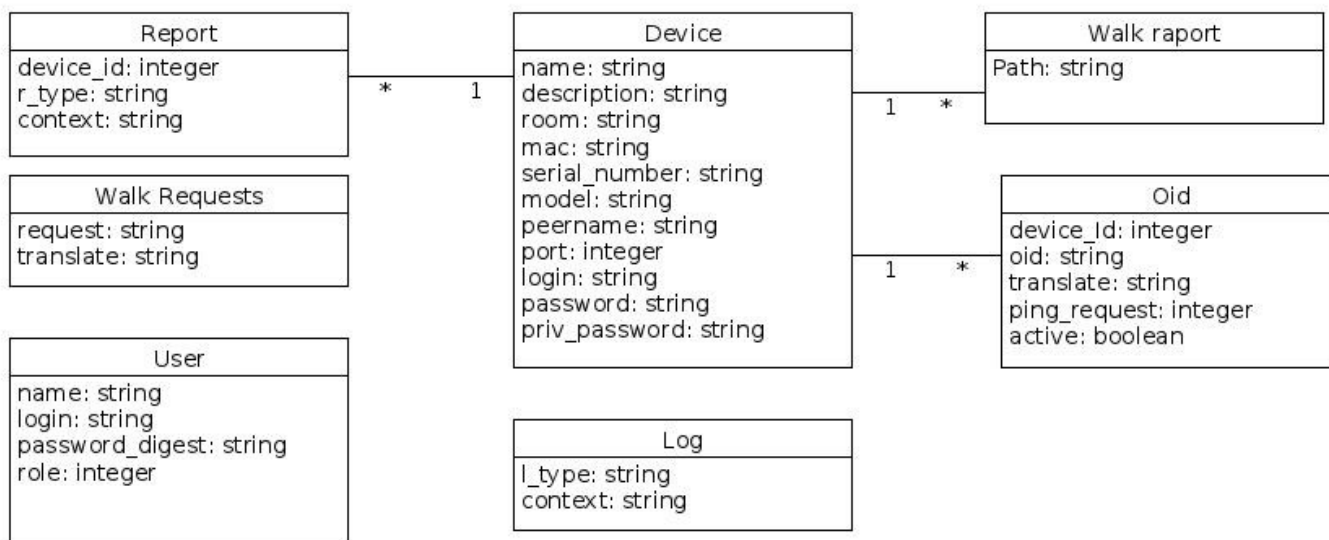 Report
device_id: integer
r_type: string
context: string
*
1
Device
name: string
description: string
room: string
mac: string
serial_number: string
model: string
peername: string
port: integer
login: string
password: string
priv_password: string
1
*
Walk raport
Path: string
1
*
Oid
device_Id: integer
oid: string
translate: string
ping_request: integer
active: boolean
Walk Requests
request: string
translate: string
User
name: string
login: string
password_digest: string
role: integer
Log
l_type: string
context: string